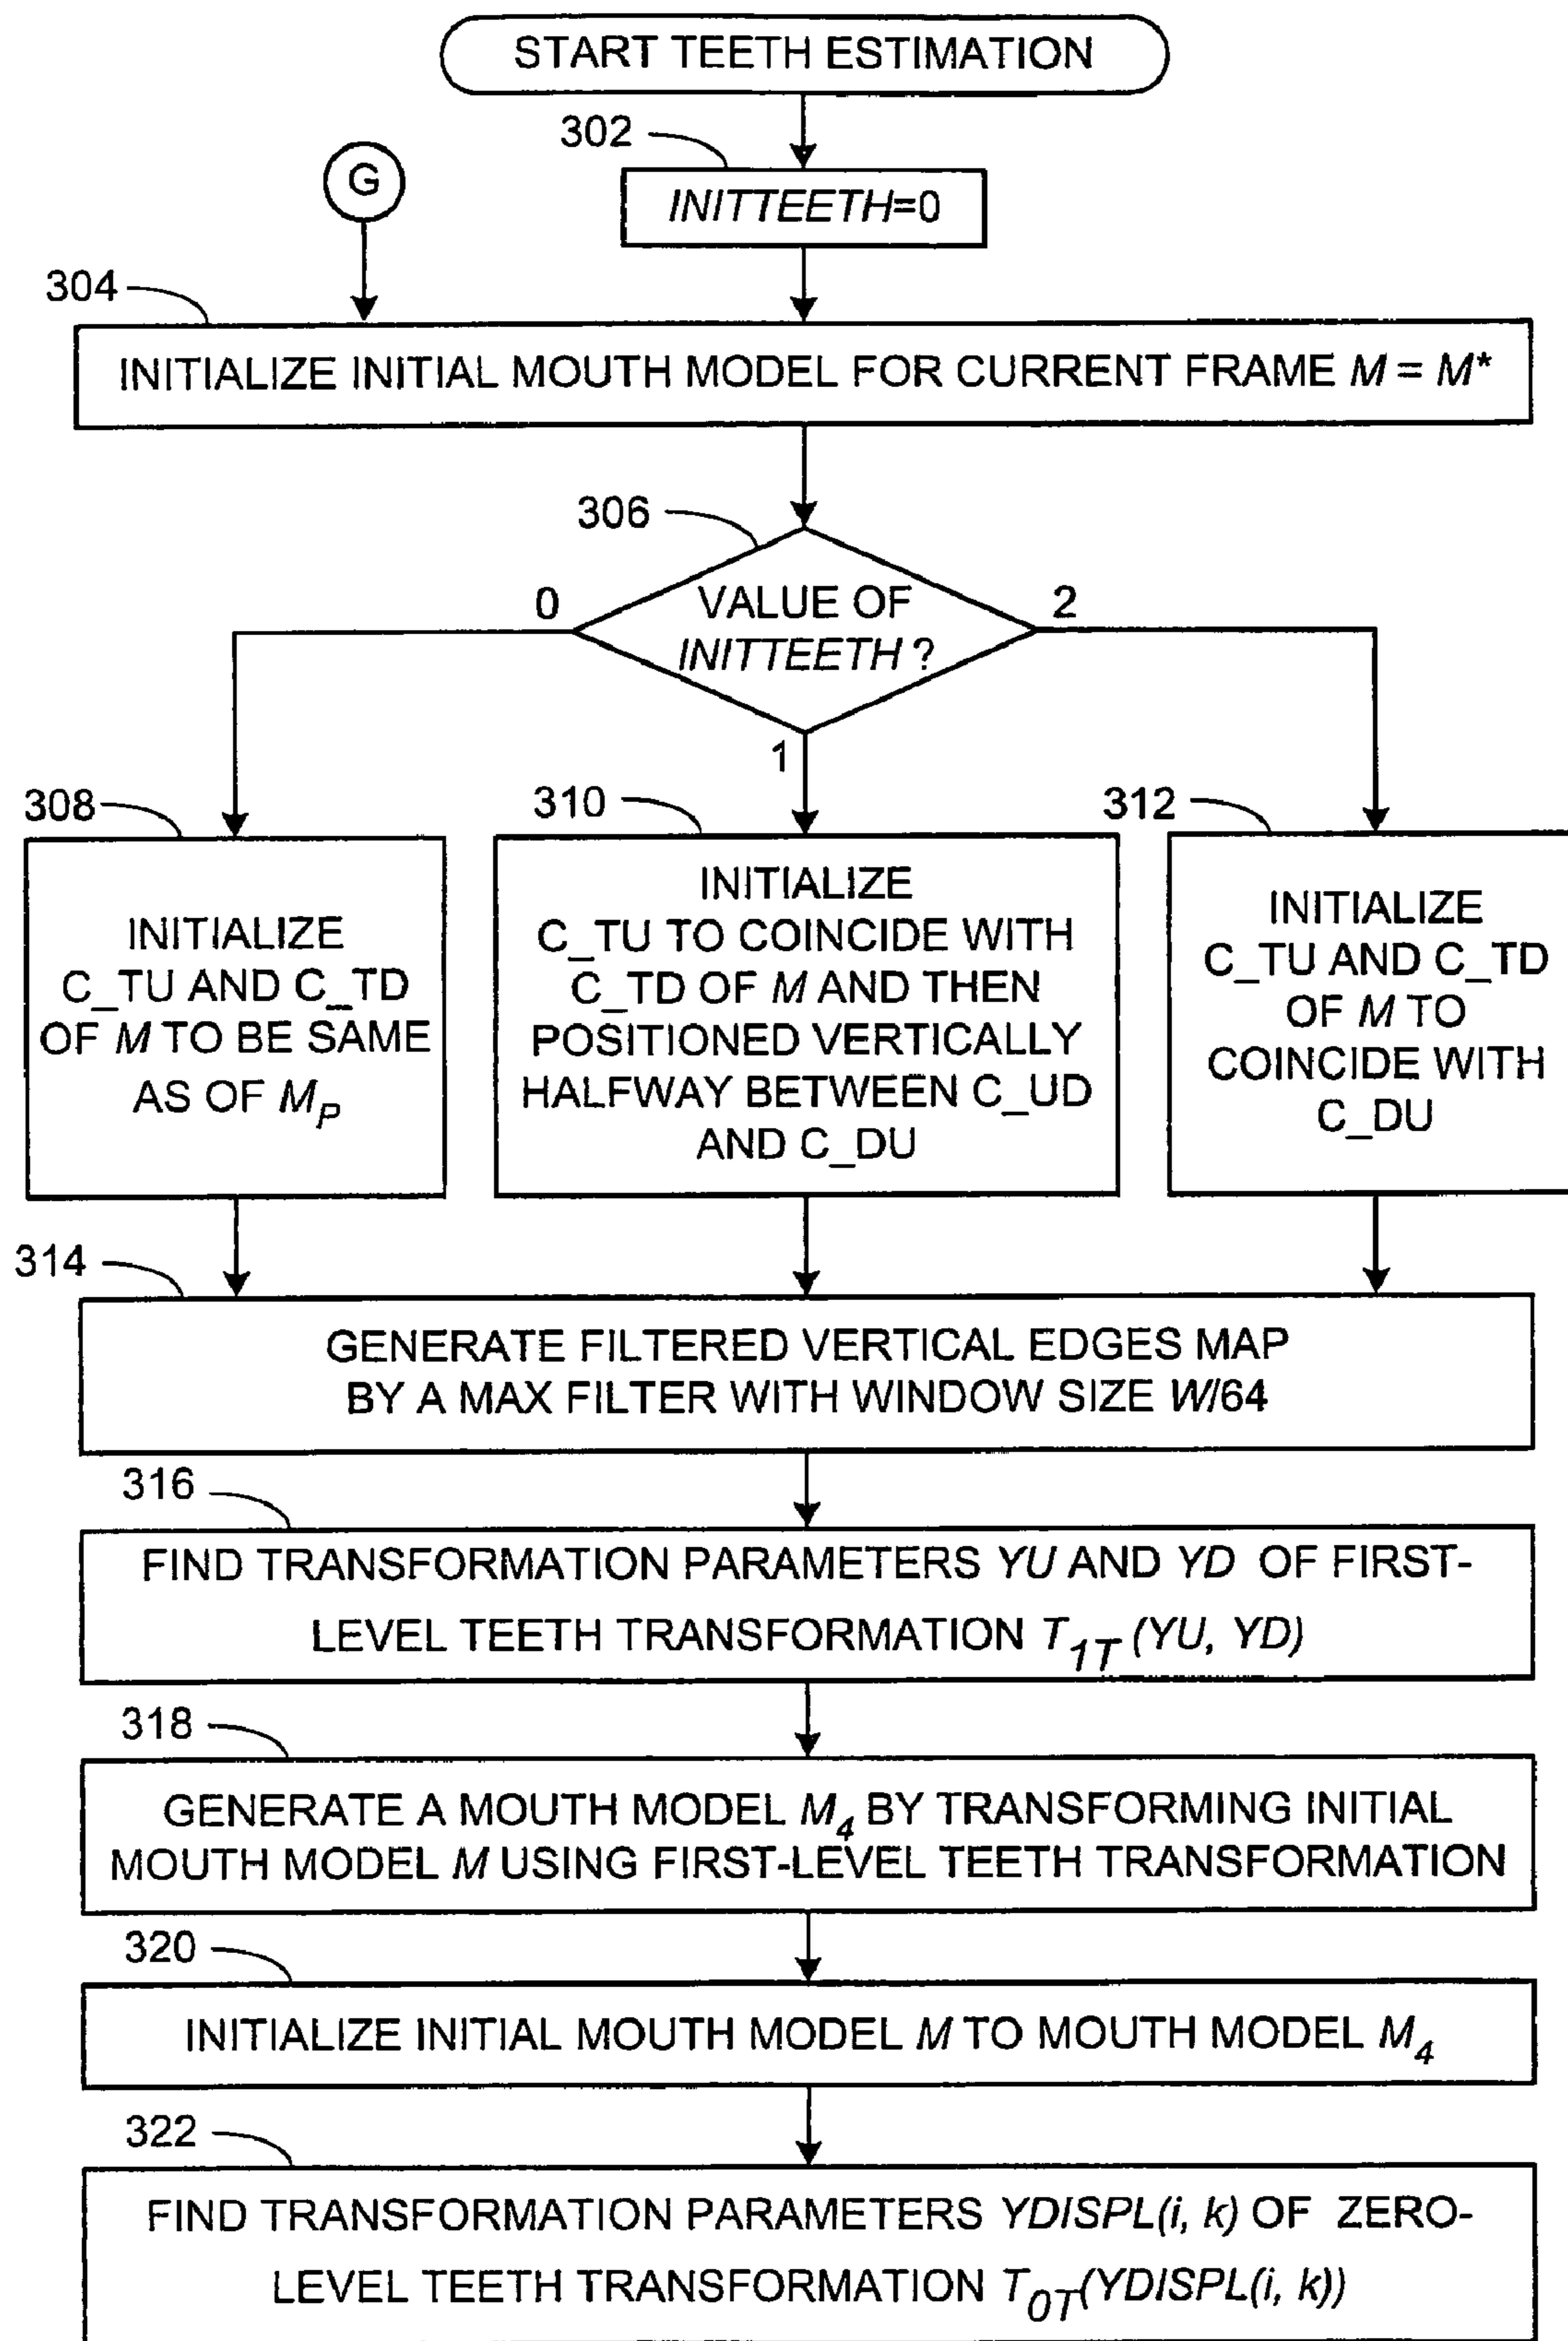 START TEETH ESTIMATION
302
G
INITTEETH=0
304
INITIALIZE INITIAL MOUTH MODEL FOR CURRENT FRAME M = M*
306
0
VALUE OF
INITTEETH ?
2
1
308
310
312
INITIALIZE
C_TU AND C_TD
OF M TO BE SAME
AS OF MP
INITIALIZE
C_TU TO COINCIDE WITH
C_TD OF M AND THEN
POSITIONED VERTICALLY
HALFWAY BETWEEN C_UD
AND C_DU
INITIALIZE
C_TU AND C_TD
OF M TO
COINCIDE WITH
C_DU
314
GENERATE FILTERED VERTICAL EDGES MAP
BY A MAX FILTER WITH WINDOW SIZE W/64
316
FIND TRANSFORMATION PARAMETERS YU AND YD OF FIRST-
LEVEL TEETH TRANSFORMATION T1T (YU, YD)
318
GENERATE A MOUTH MODEL M4 BY TRANSFORMING INITIAL
MOUTH MODEL M USING FIRST-LEVEL TEETH TRANSFORMATION
320
INITIALIZE INITIAL MOUTH MODEL M TO MOUTH MODEL M4
322
FIND TRANSFORMATION PARAMETERS YDISPL(i, k) OF ZERO-
LEVEL TEETH TRANSFORMATION T0T(YDISPL(i, k))